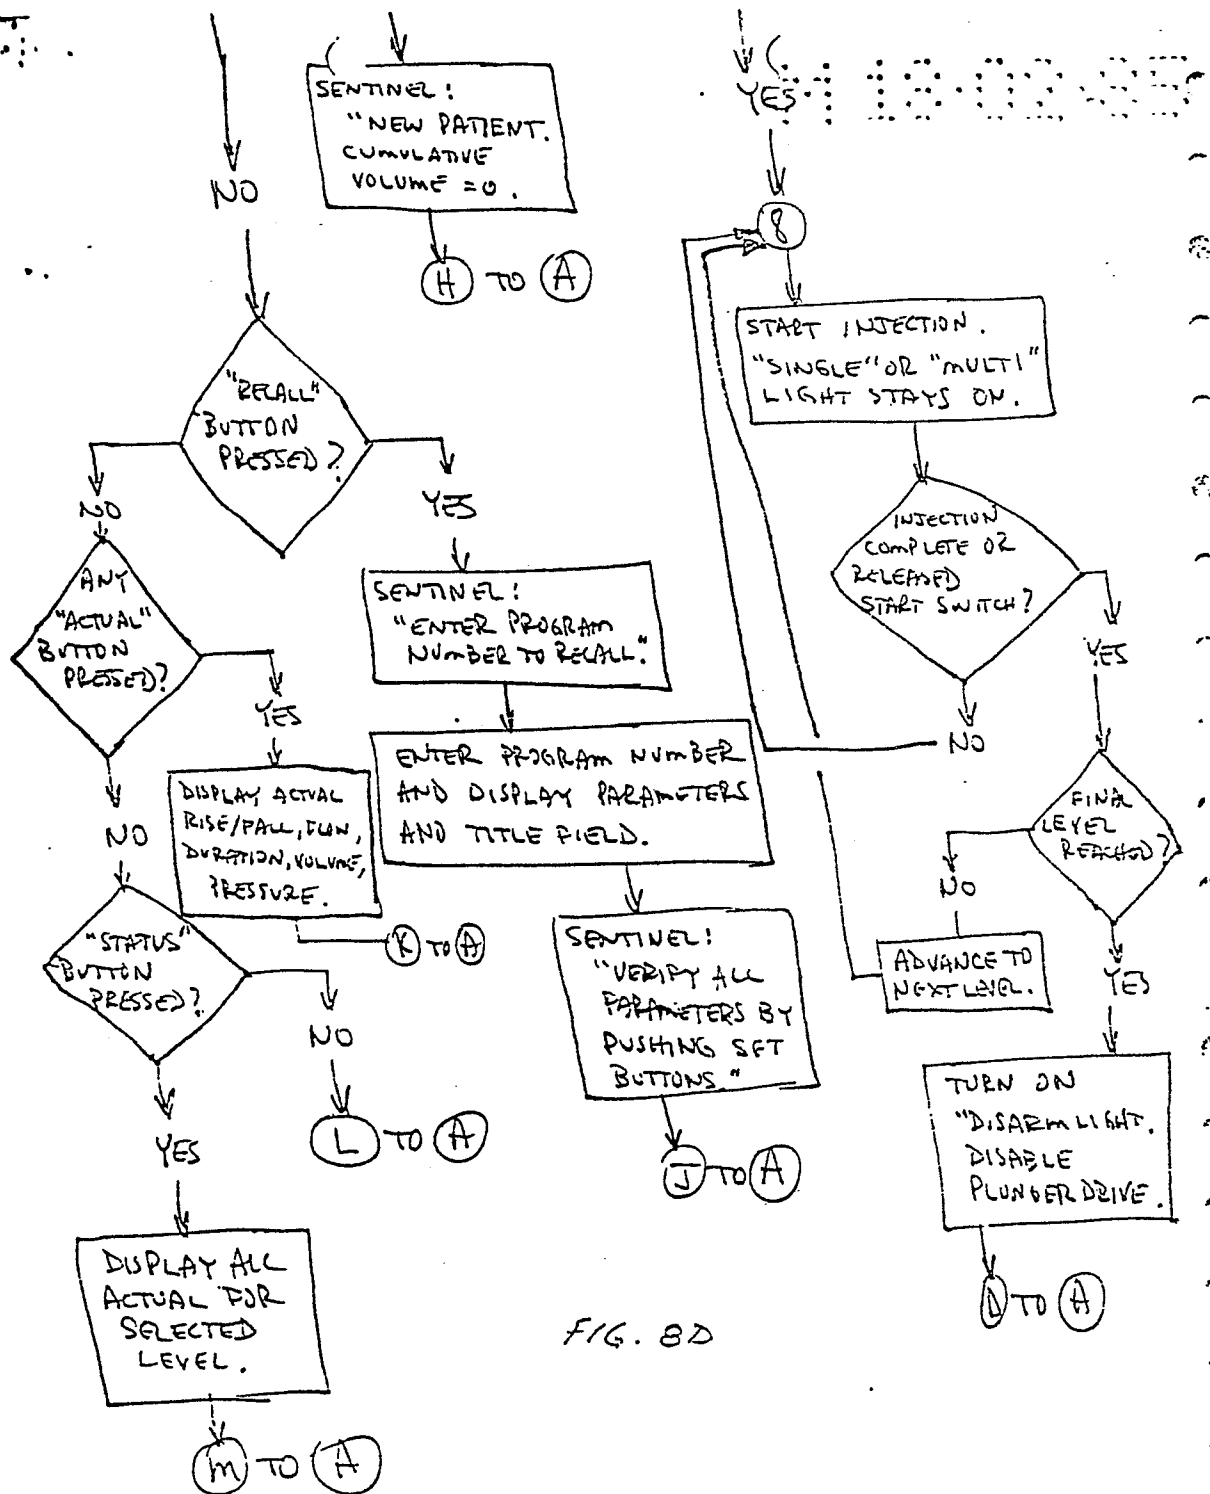 SENTINEL:
"NEW PATIENT.
CUMULATIVE
VOLUME = 0.
H TO A
NO
"RECALL"
BUTTON
PRESSED?
NO
YES
ANY
"ACTUAL"
BUTTON
PRESSED?
YES
NO
SENTINEL:
"ENTER PROGRAM
NUMBER TO RECALL."
ENTER PROGRAM NUMBER
AND DISPLAY PARAMETERS
AND TITLE FIELD.
DISPLAY ACTUAL
RISE/FALL, FLOW,
DURATION, VOLUME,
PRESSURE.
K TO A
"STATUS"
BUTTON
PRESSED?
NO
L TO A
YES
DISPLAY ALL
ACTUAL FOR
SELECTED
LEVEL.
M TO A
SENTINEL:
"VERIFY ALL
PARAMETERS BY
PUSHING SET
BUTTONS."
J TO A
YES
8
START INJECTION.
"SINGLE" OR "MULTI"
LIGHT STAYS ON.
INJECTION
COMPLETE OR
RELEASED
START SWITCH?
NO
YES
FINAL
LEVEL
REACHED?
NO
ADVANCE TO
NEXT LEVEL.
YES
TURN ON
"DISARM LIGHT.
DISABLE
PLUNGER DRIVE.
D TO A
FIG. 8D